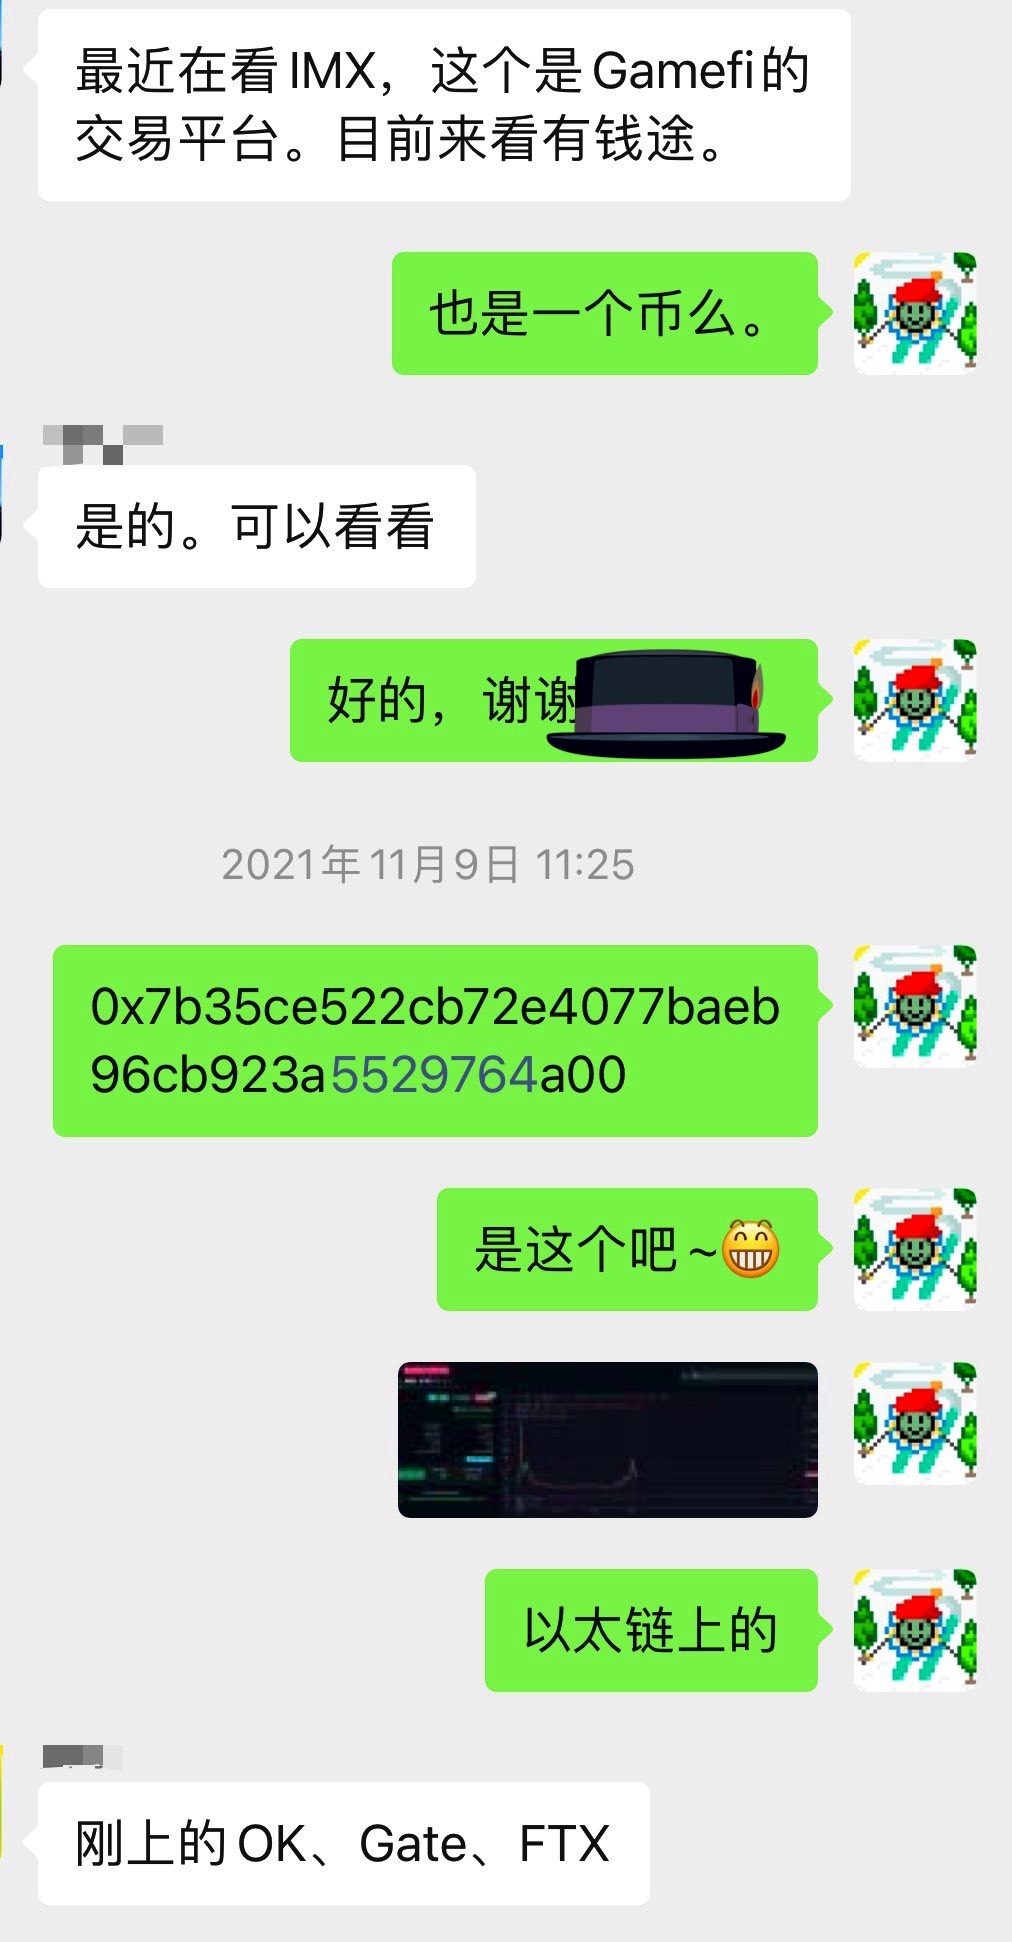 最近在看IMX，这个是Gamefi的
交易平台。目前来看有钱途。
也是一个币么。
是的。可以看看
好的，谢谢
2021年11月9日 11:25
0x7b35ce522cb72e4077baeb
96cb923a5529764a00
是这个吧~😁
以太链上的
刚上的OK、Gate、FTX